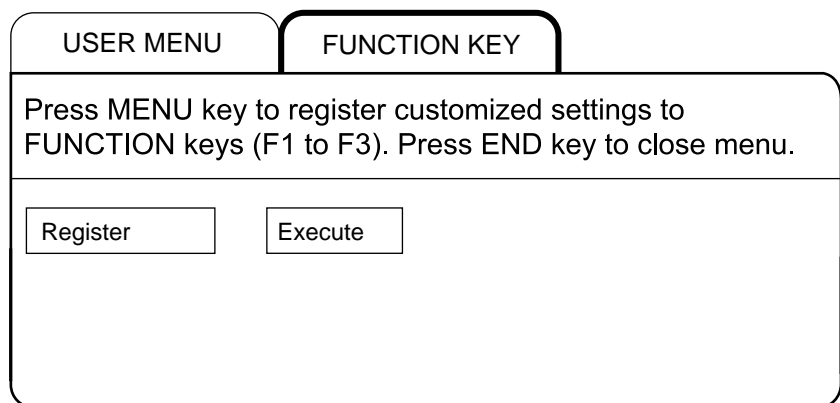 USER MENU
FUNCTION KEY
Press MENU key to register customized settings to
FUNCTION keys (F1 to F3). Press END key to close menu.
Register
Execute